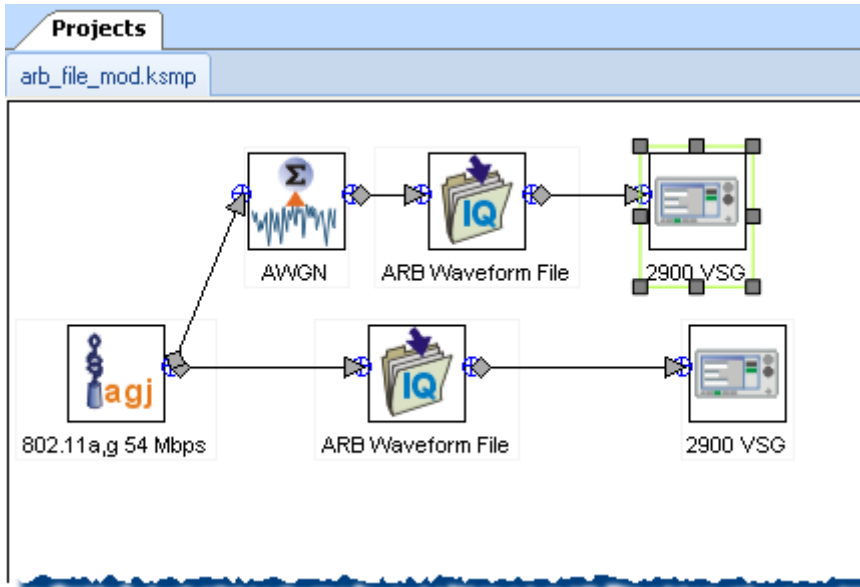 Projects
arb_file_mod.ksmp
Σ
IQ
AWGN
ARB Waveform File
2900 VSG
agj
IQ
802.11a,g 54 Mbps
ARB Waveform File
2900 VSG